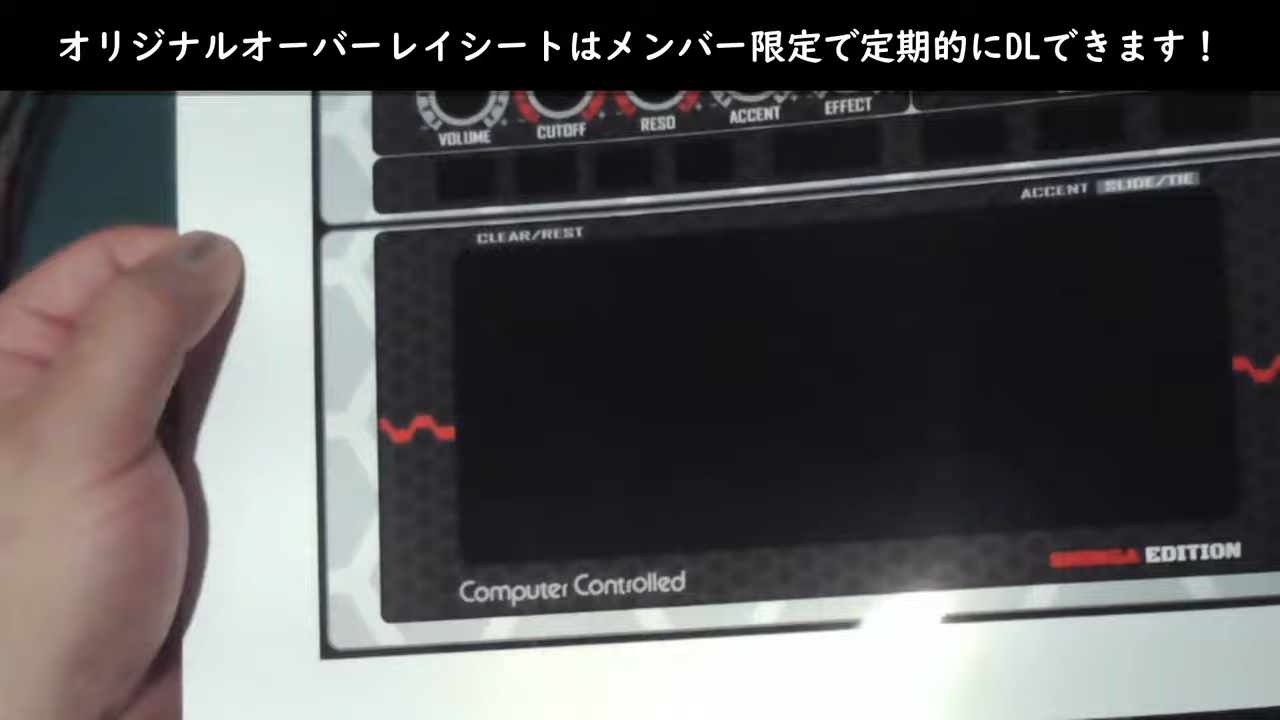 オリジナルオーバーレイシートはメンバー限定で定期的にDLできます！
VOLUME CUTOFF RESO ACCENT EFFECT
ACCENT SLIDE/TIE
CLEAR/REST
EDITION
Computer Controlled